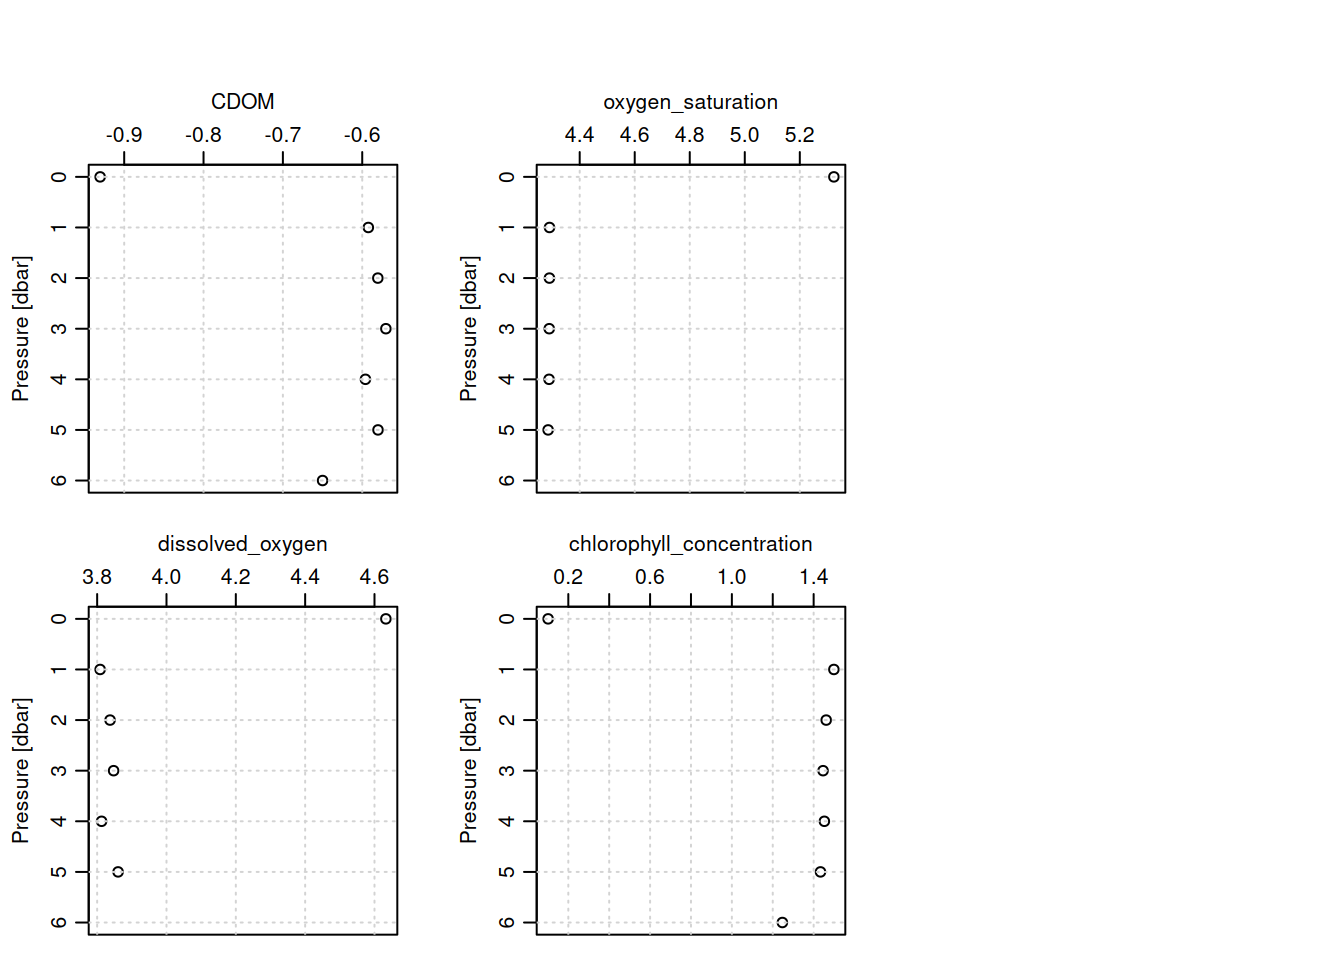 CDOM
-0.9 -0.8 -0.7 -0.6
0
1
2
3
4
5
6
Pressure [dbar]
oxygen_saturation
4.4 4.6 4.8 5.0 5.2
0
1
2
3
4
5
6
Pressure [dbar]
dissolved_oxygen
3.8 4.0 4.2 4.4 4.6
0
1
2
3
4
5
6
Pressure [dbar]
chlorophyll_concentration
0.2 0.6 1.0 1.4
0
1
2
3
4
5
6
Pressure [dbar]